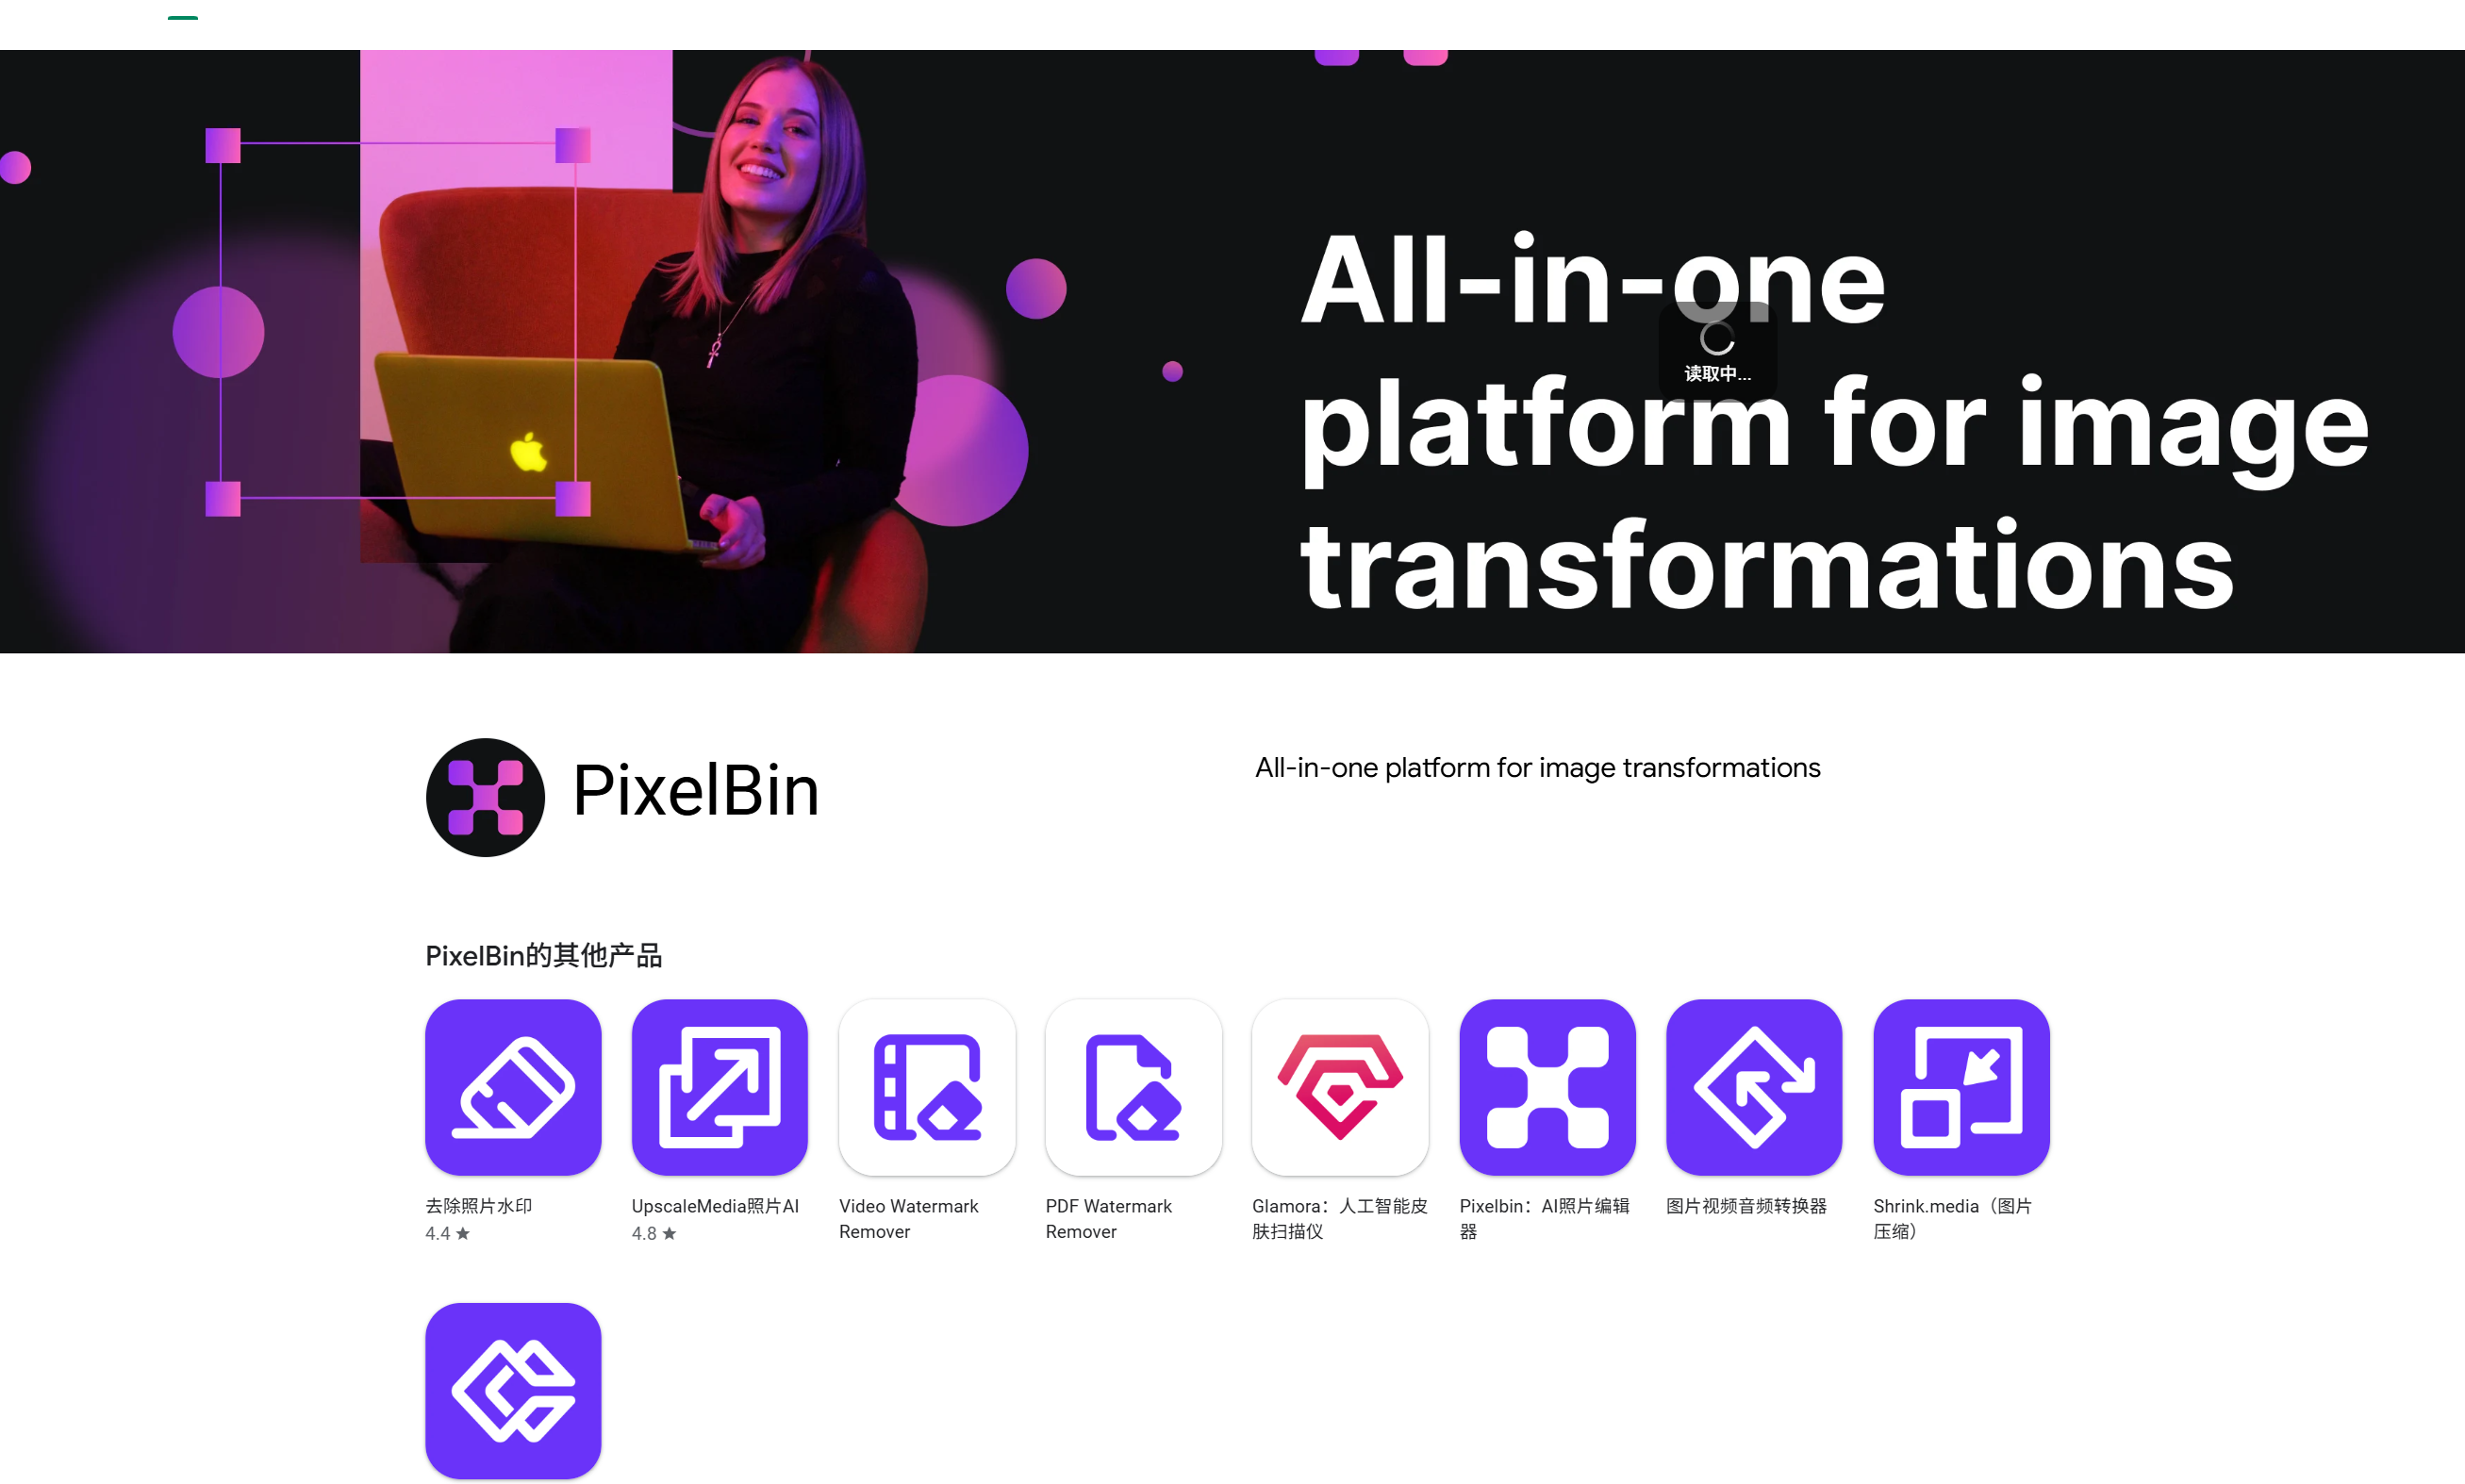 All-in-one
platform for image
transformations
读取中...
PixelBin
All-in-one platform for image transformations
PixelBin的其他产品
去除照片水印
4.4 ★
UpscaleMedia照片AI
4.8 ★
Video Watermark
Remover
PDF Watermark
Remover
Glamora：人工智能皮
肤扫描仪
Pixelbin：AI照片编辑
器
图片视频音频转换器
Shrink.media（图片
压缩）